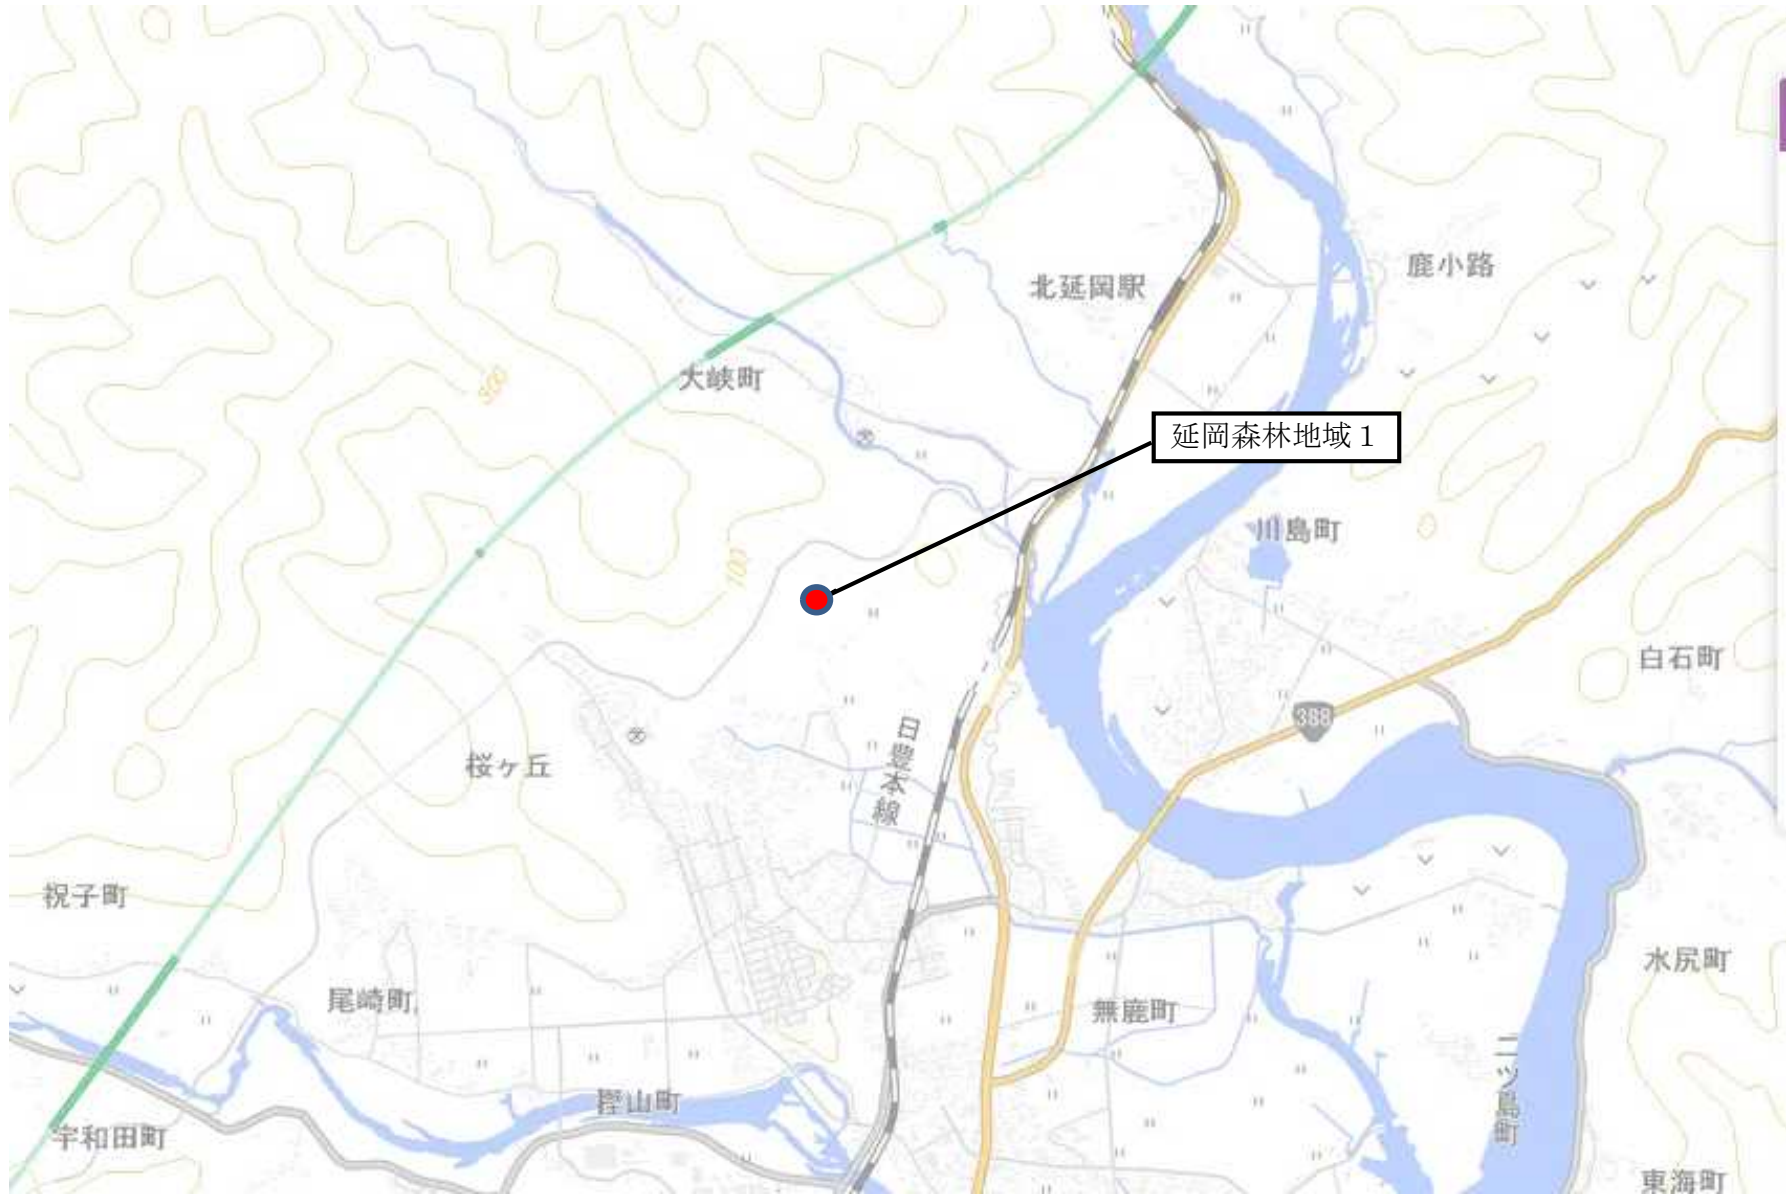 鹿小路
北延岡駅
大峡町
500
延岡森林地域1
川島町
100
白石町
388
日豊本線
桜ヶ丘
祝子町
水尻町
尾崎町
無鹿町
二ツ島町
樫山町
宇和田町
東海町